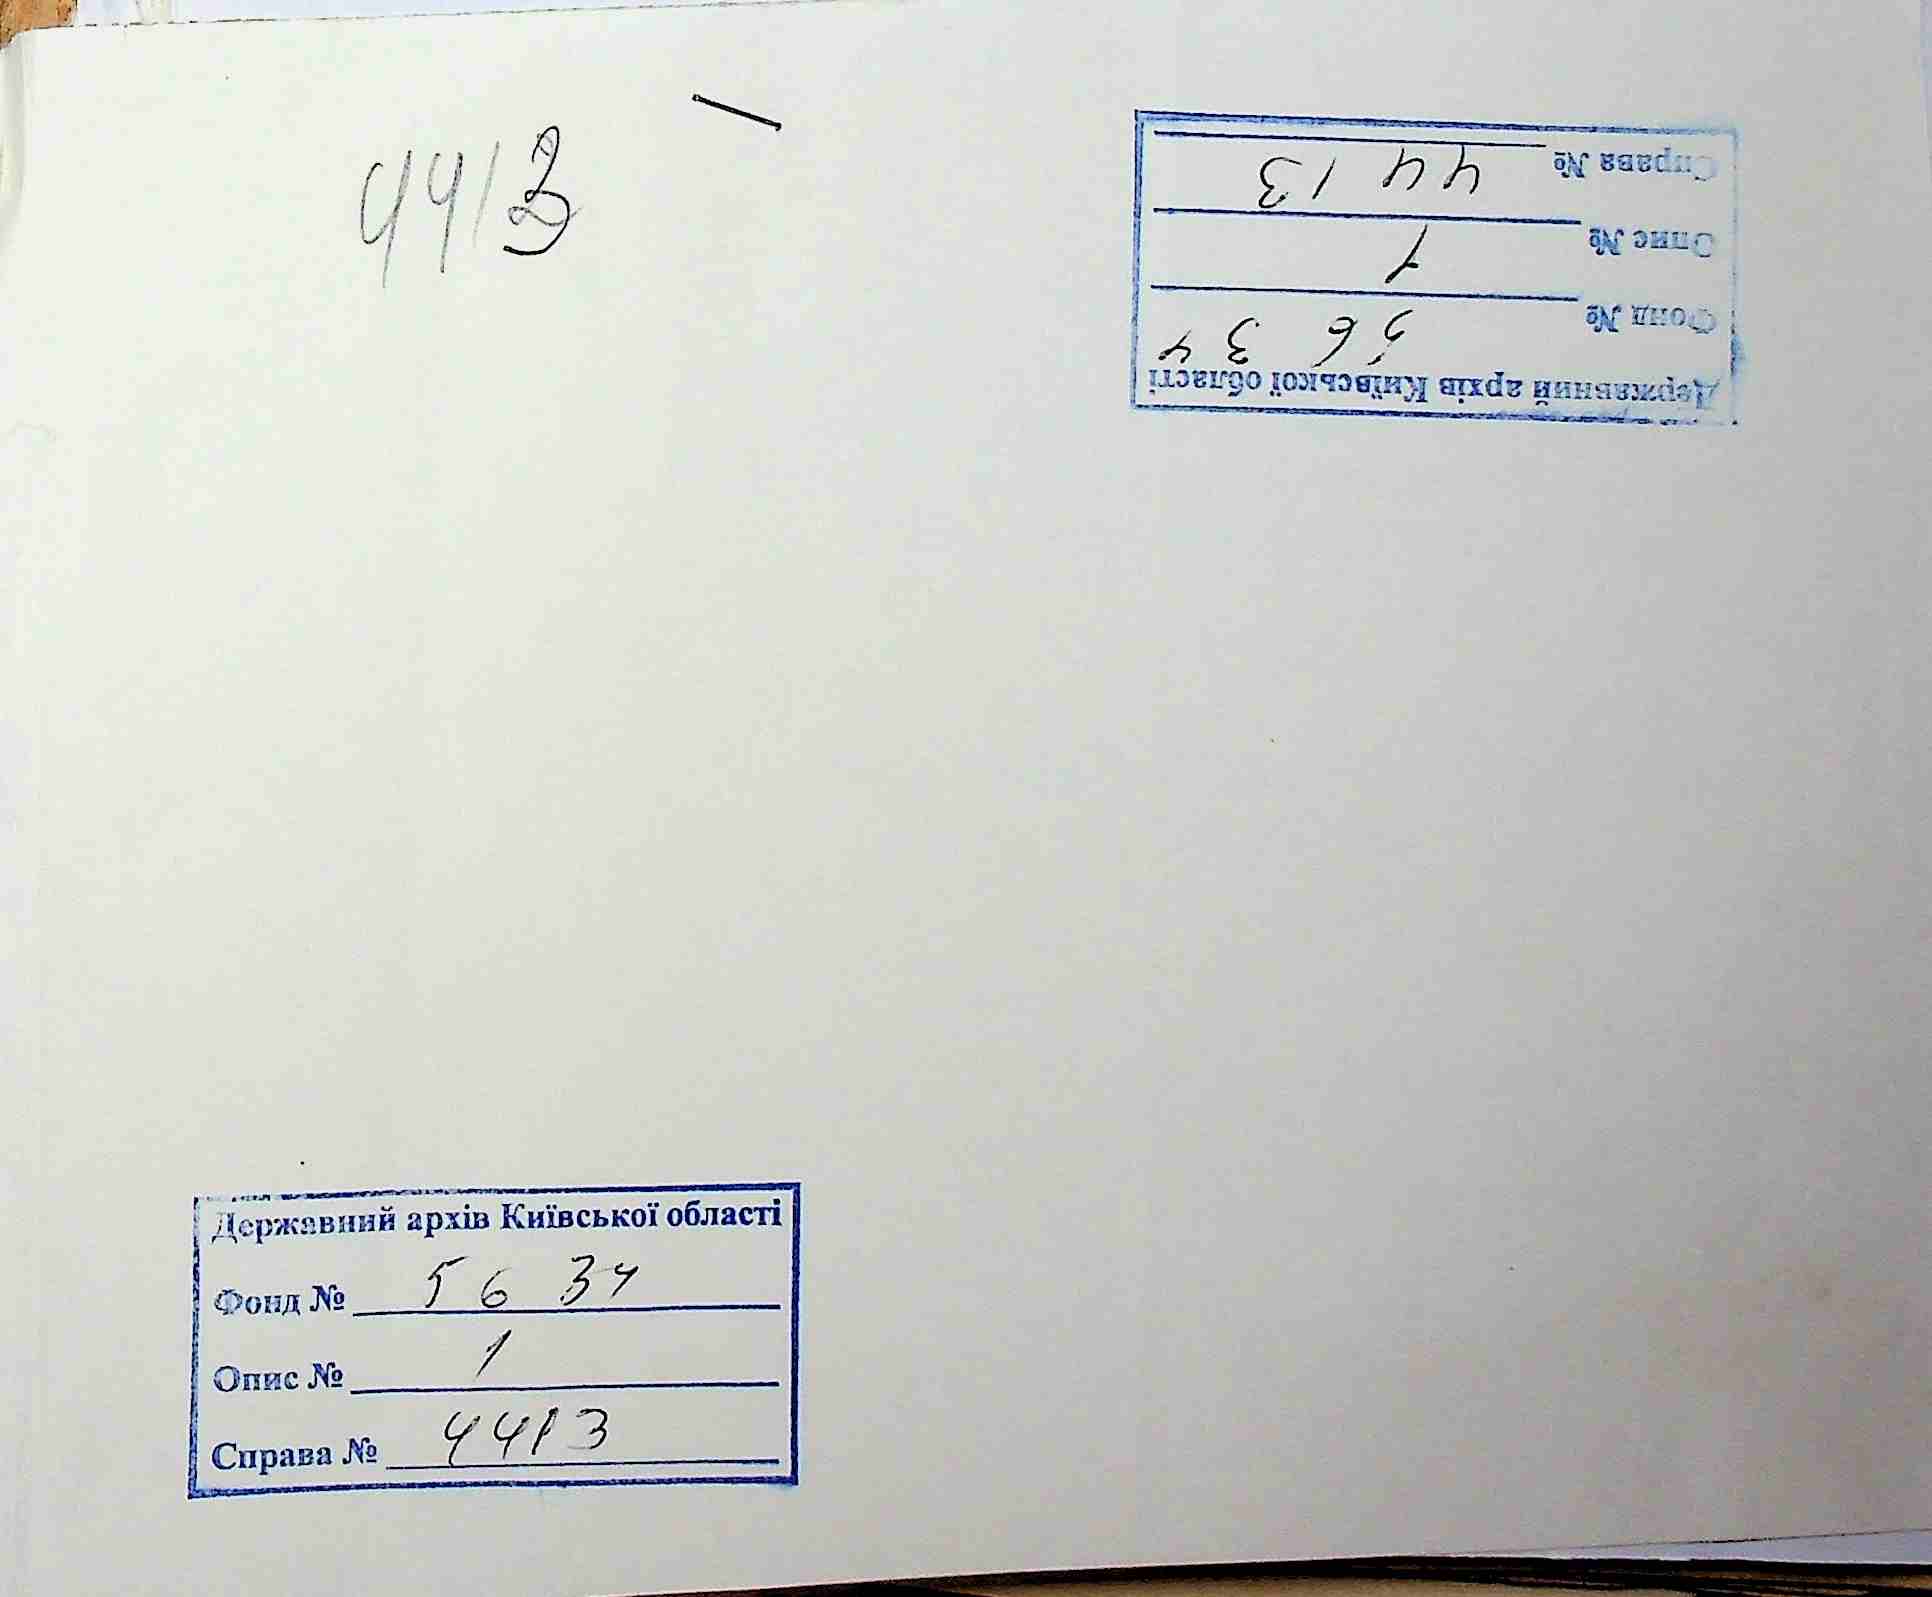 4413
Справа № 4413
Опис № 1
Фонд № 5634
Державний архів Київської області
Державний архів Київської області
Фонд № 5634
Опис № 1
Справа № 4413